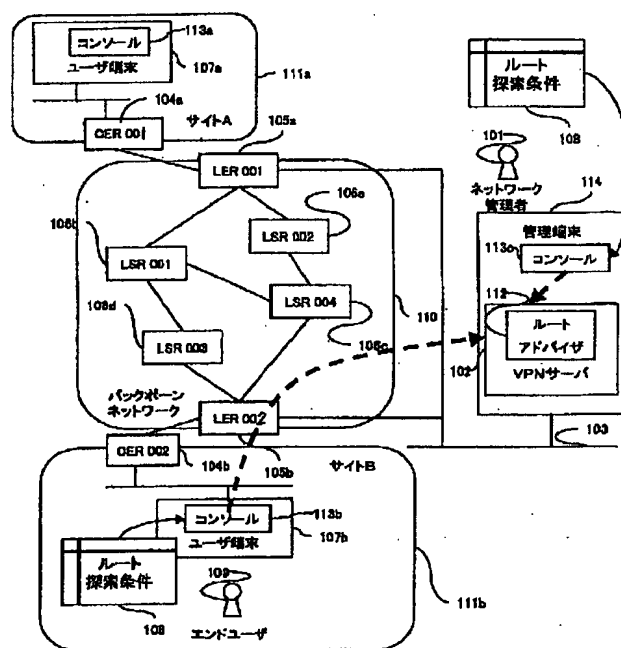 113a
コンソール
ユーザ端末
107a
111a
104a
CER 001
サイトA
105a
LER 001
ルート
探索条件
108
101
ネットワーク
管理者
114
管理端末
113c
コンソール
112
ルート
アドバイザ
VPNサーバ
102
103
106a
LSR 002
106b
LSR 001
LSR 004
106c
110
106d
LSR 003
バックボーン
ネットワーク
LER 002
105b
CER 002
104b
サイトB
コンソール
113b
ユーザ端末
107b
ルート
探索条件
108
109
エンドユーザ
111b